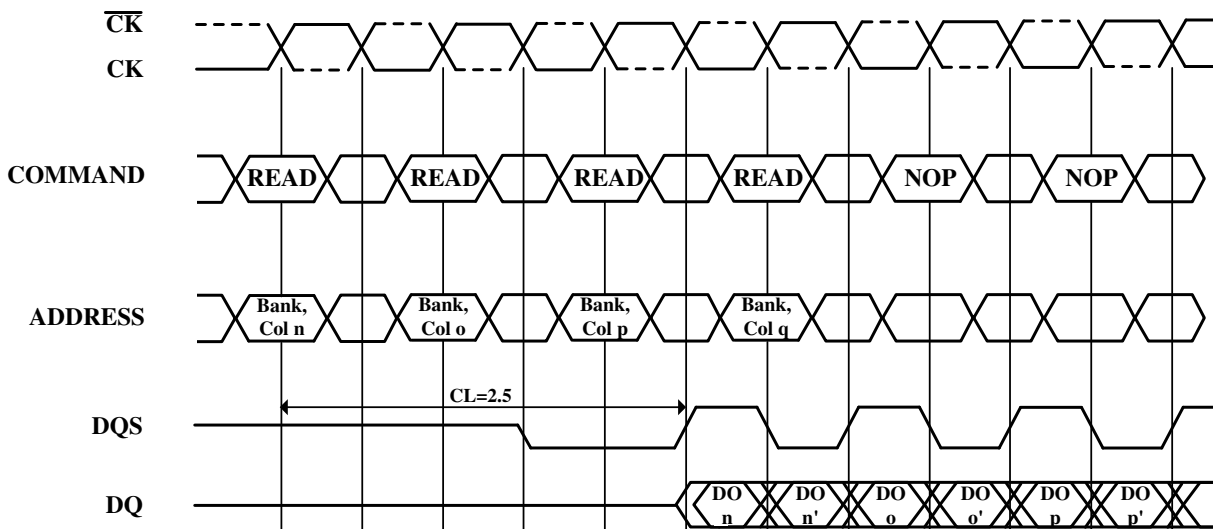 CK
CK
COMMAND
READ
READ
READ
READ
NOP
NOP
ADDRESS
Bank,
Col n
Bank,
Col o
Bank,
Col p
Bank,
Col q
CL=2.5
DQS
DQ
DO
n
DO
n'
DO
o
DO
o'
DO
p
DO
p'